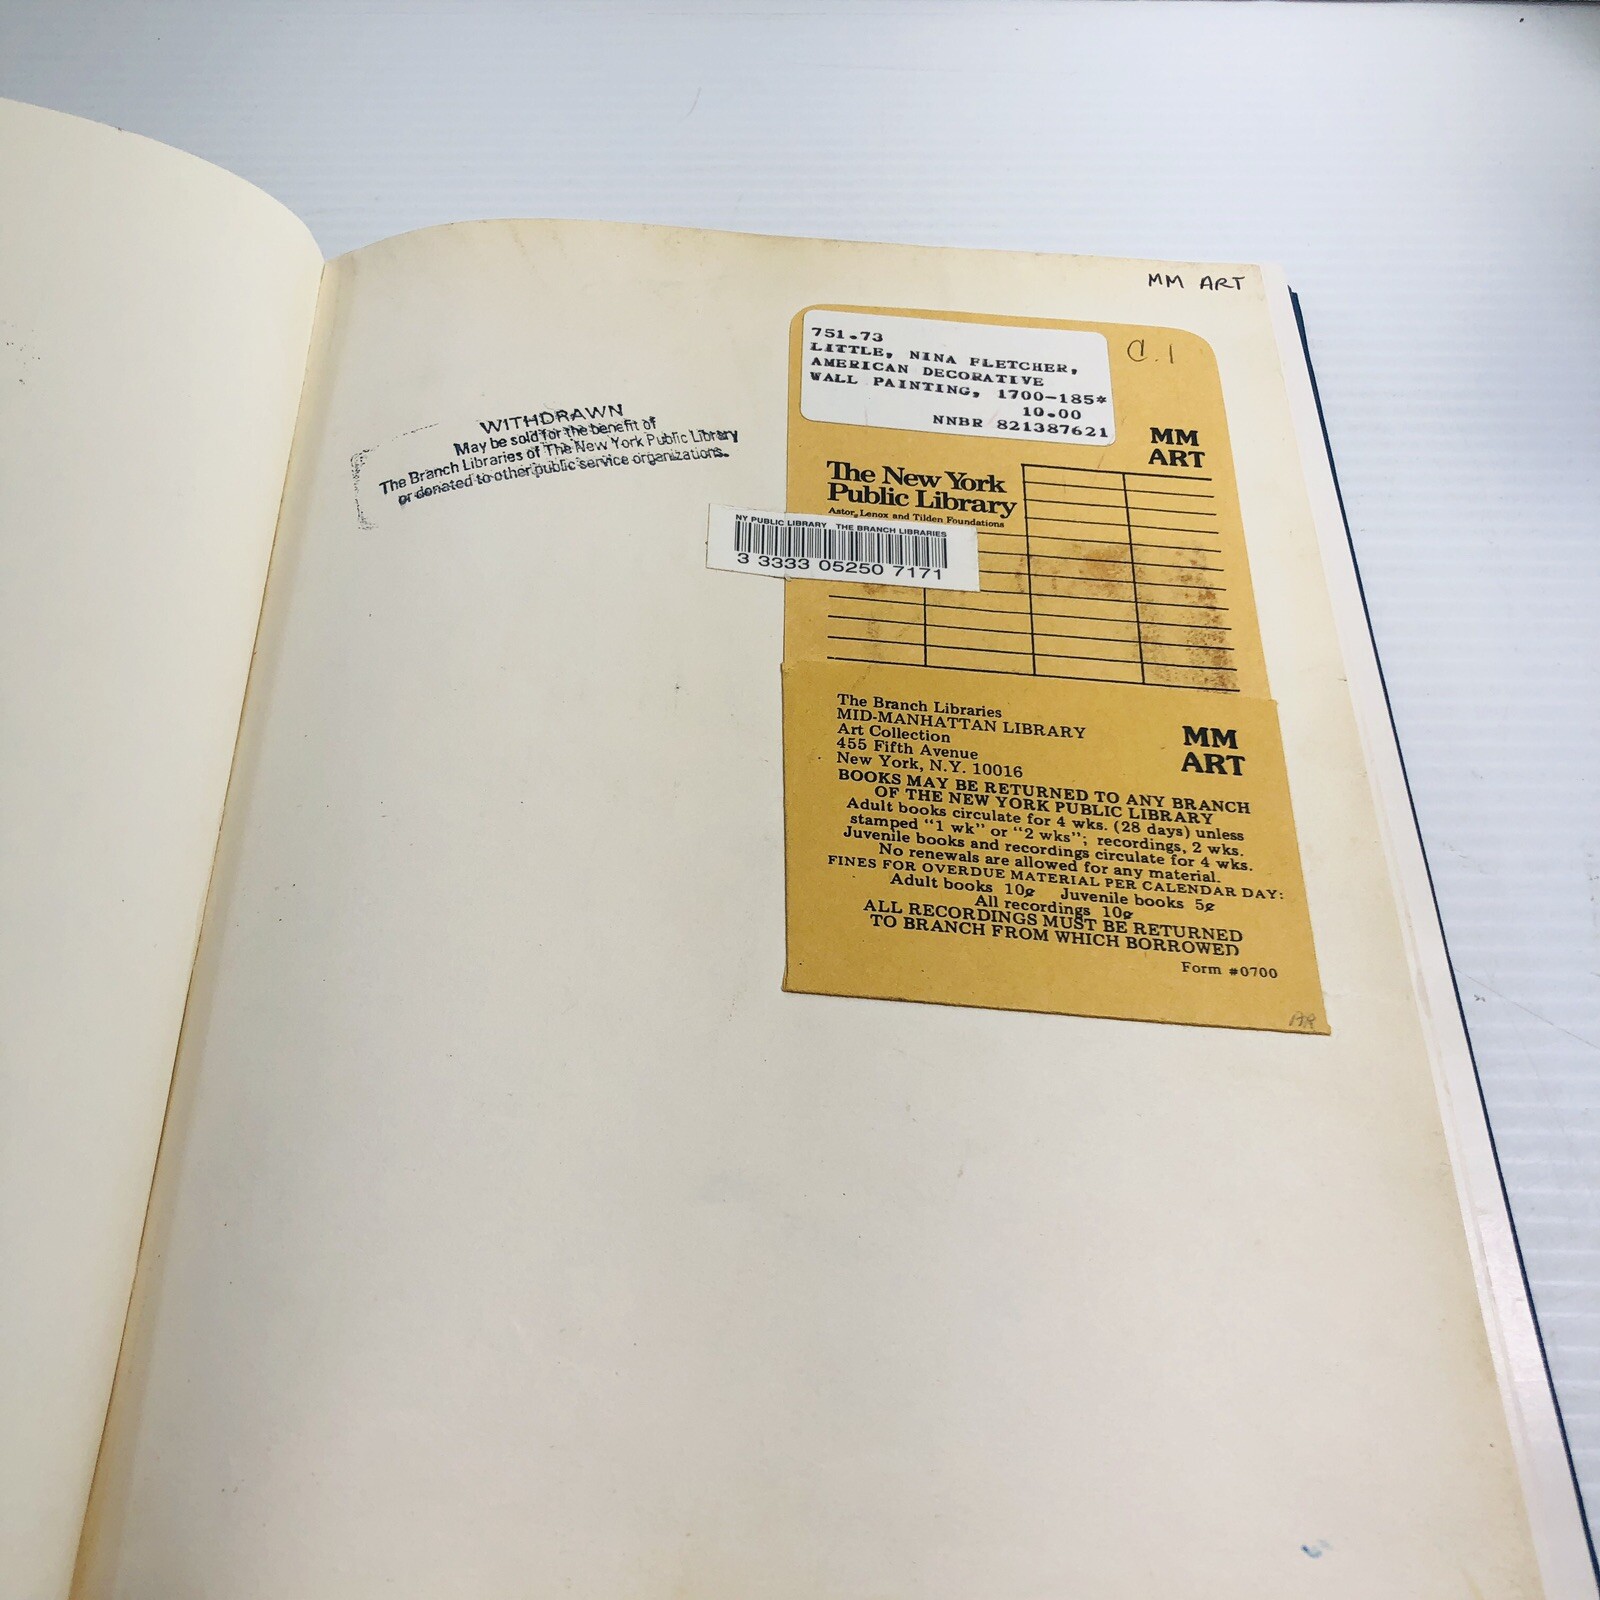 MM ART
751.73
LITTLE, NINA FLETCHER,
AMERICAN DECORATIVE
WALL PAINTING, 1700-185*
10.00
NNBR 821387621
C.1
MM
ART
WITHDRAWN
May be sold for the benefit of
The Branch Libraries of The New York Public Library
or donated to other public service organizations.
The New York
Public Library
Astor, Lenox and Tilden Foundations
NY PUBLIC LIBRARY THE BRANCH LIBRARIES
3 3333 05250 7171
The Branch Libraries
MID-MANHATTAN LIBRARY
Art Collection
455 Fifth Avenue
New York, N.Y. 10016
MM
ART
BOOKS MAY BE RETURNED TO ANY BRANCH
OF THE NEW YORK PUBLIC LIBRARY
Adult books circulate for 4 wks. (28 days) unless
stamped "1 wk" or "2 wks"; recordings, 2 wks.
Juvenile books and recordings circulate for 4 wks.
No renewals are allowed for any material.
FINES FOR OVERDUE MATERIAL PER CALENDAR DAY:
Adult books 10¢ Juvenile books 5¢
All recordings 10¢
ALL RECORDINGS MUST BE RETURNED
TO BRANCH FROM WHICH BORROWED
Form #0700